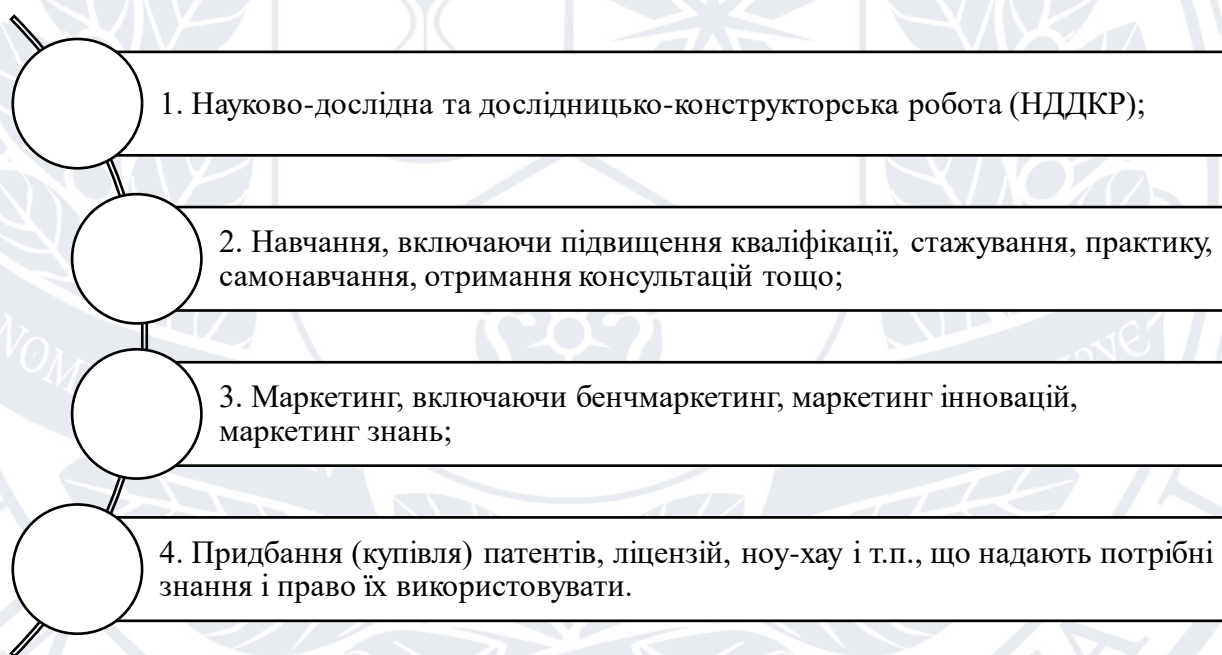 1. Науково-дослідна та дослідницько-конструкторська робота (НДДКР);
2. Навчання, включаючи підвищення кваліфікації, стажування, практику,
самонавчання, отримання консультацій тощо;
3. Маркетинг, включаючи бенчмаркетинг, маркетинг інновацій,
маркетинг знань;
4. Придбання (купівля) патентів, ліцензій, ноу-хау і т.п., що надають потрібні
знання і право їх використовувати.